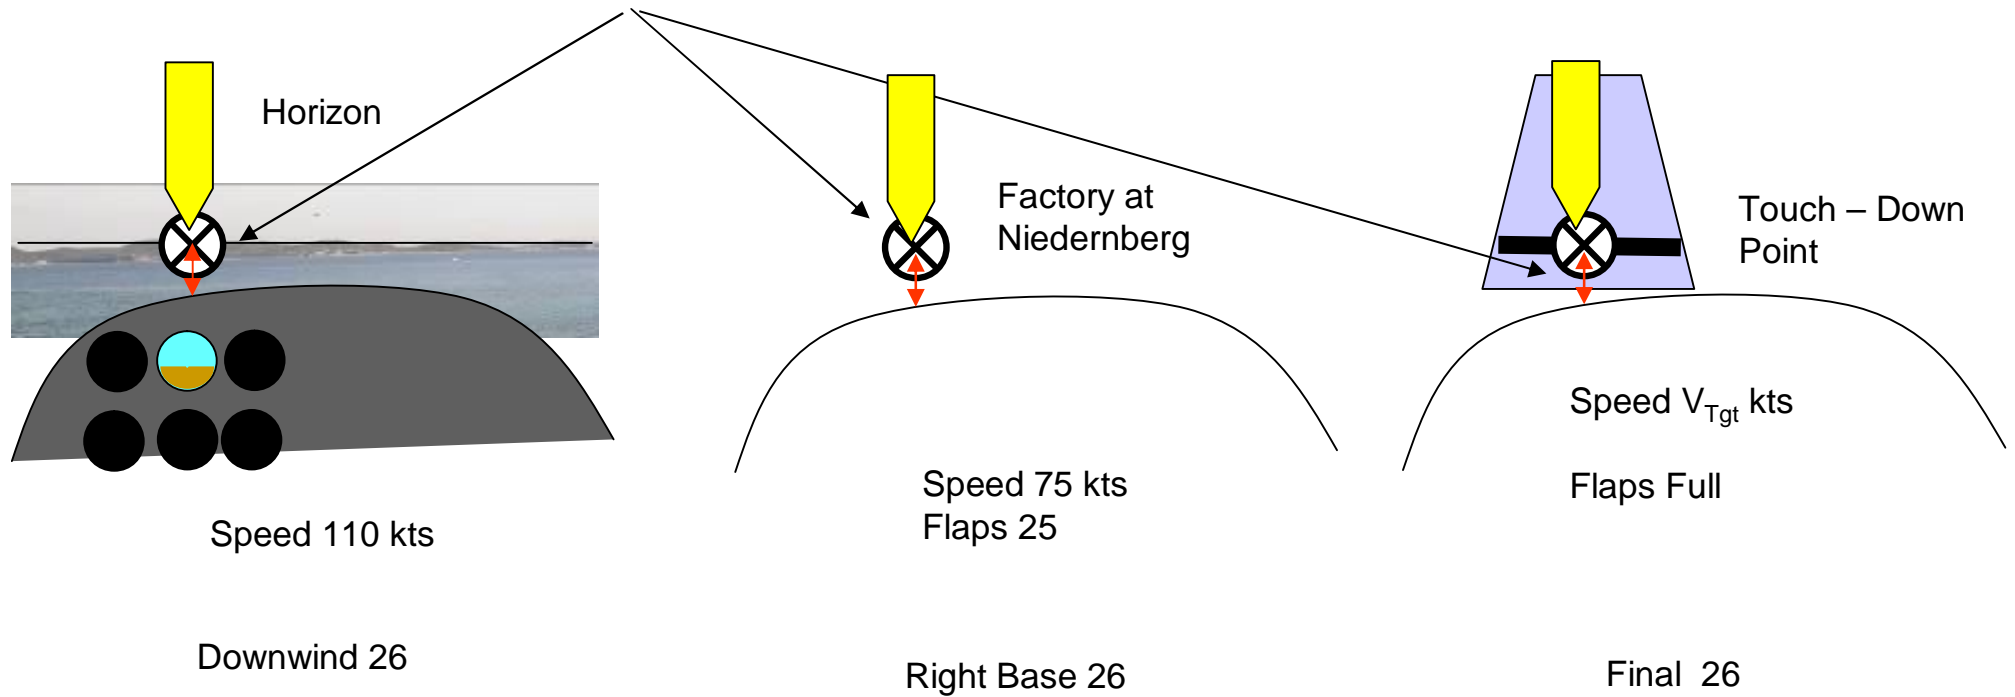 Horizon
Factory at
Niedernberg
Touch – Down
Point
Speed V_Tgt kts
Speed 75 kts
Flaps Full
Flaps 25
Speed 110 kts
Downwind 26
Right Base 26
Final 26